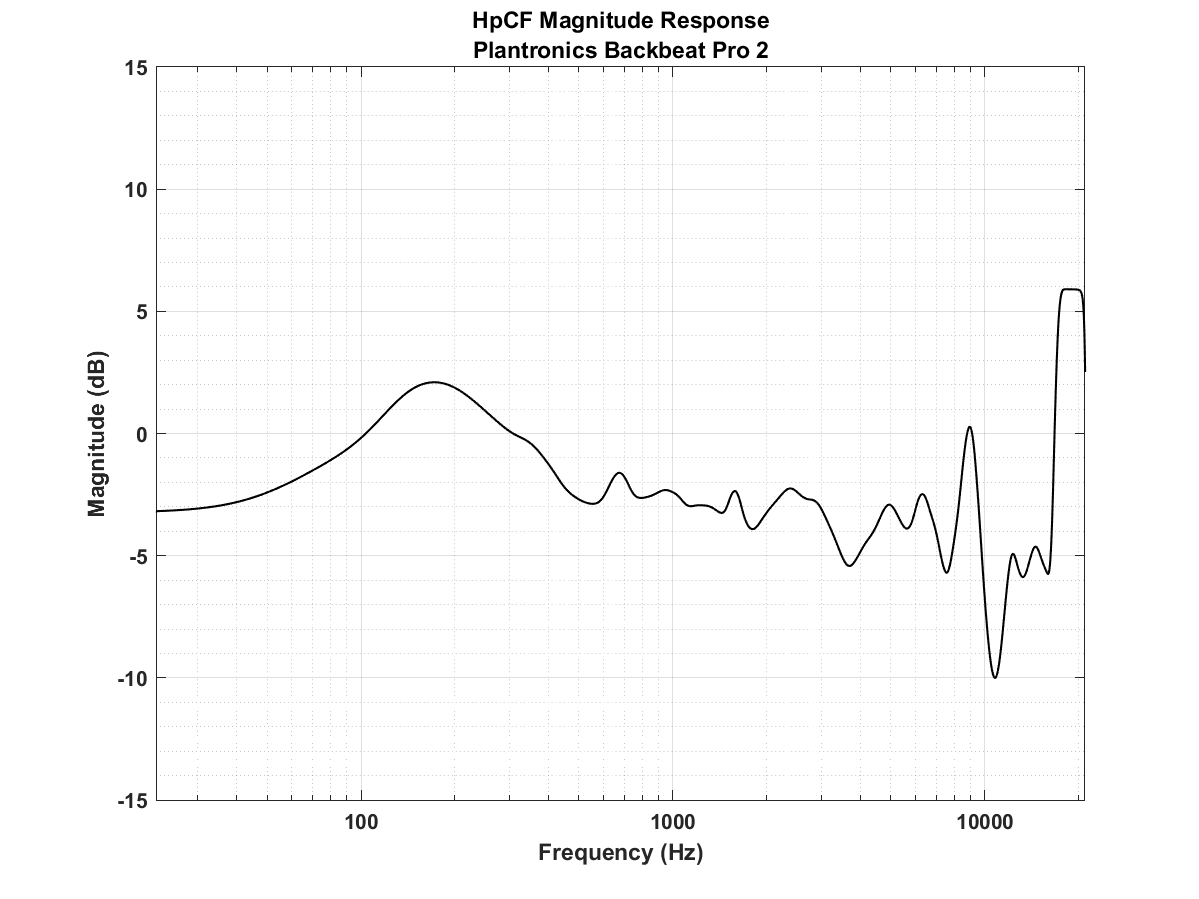 HpCF Magnitude Response
Plantronics Backbeat Pro 2
15
10
5
0
-5
-10
-15
Magnitude (dB)
100
1000
10000
Frequency (Hz)